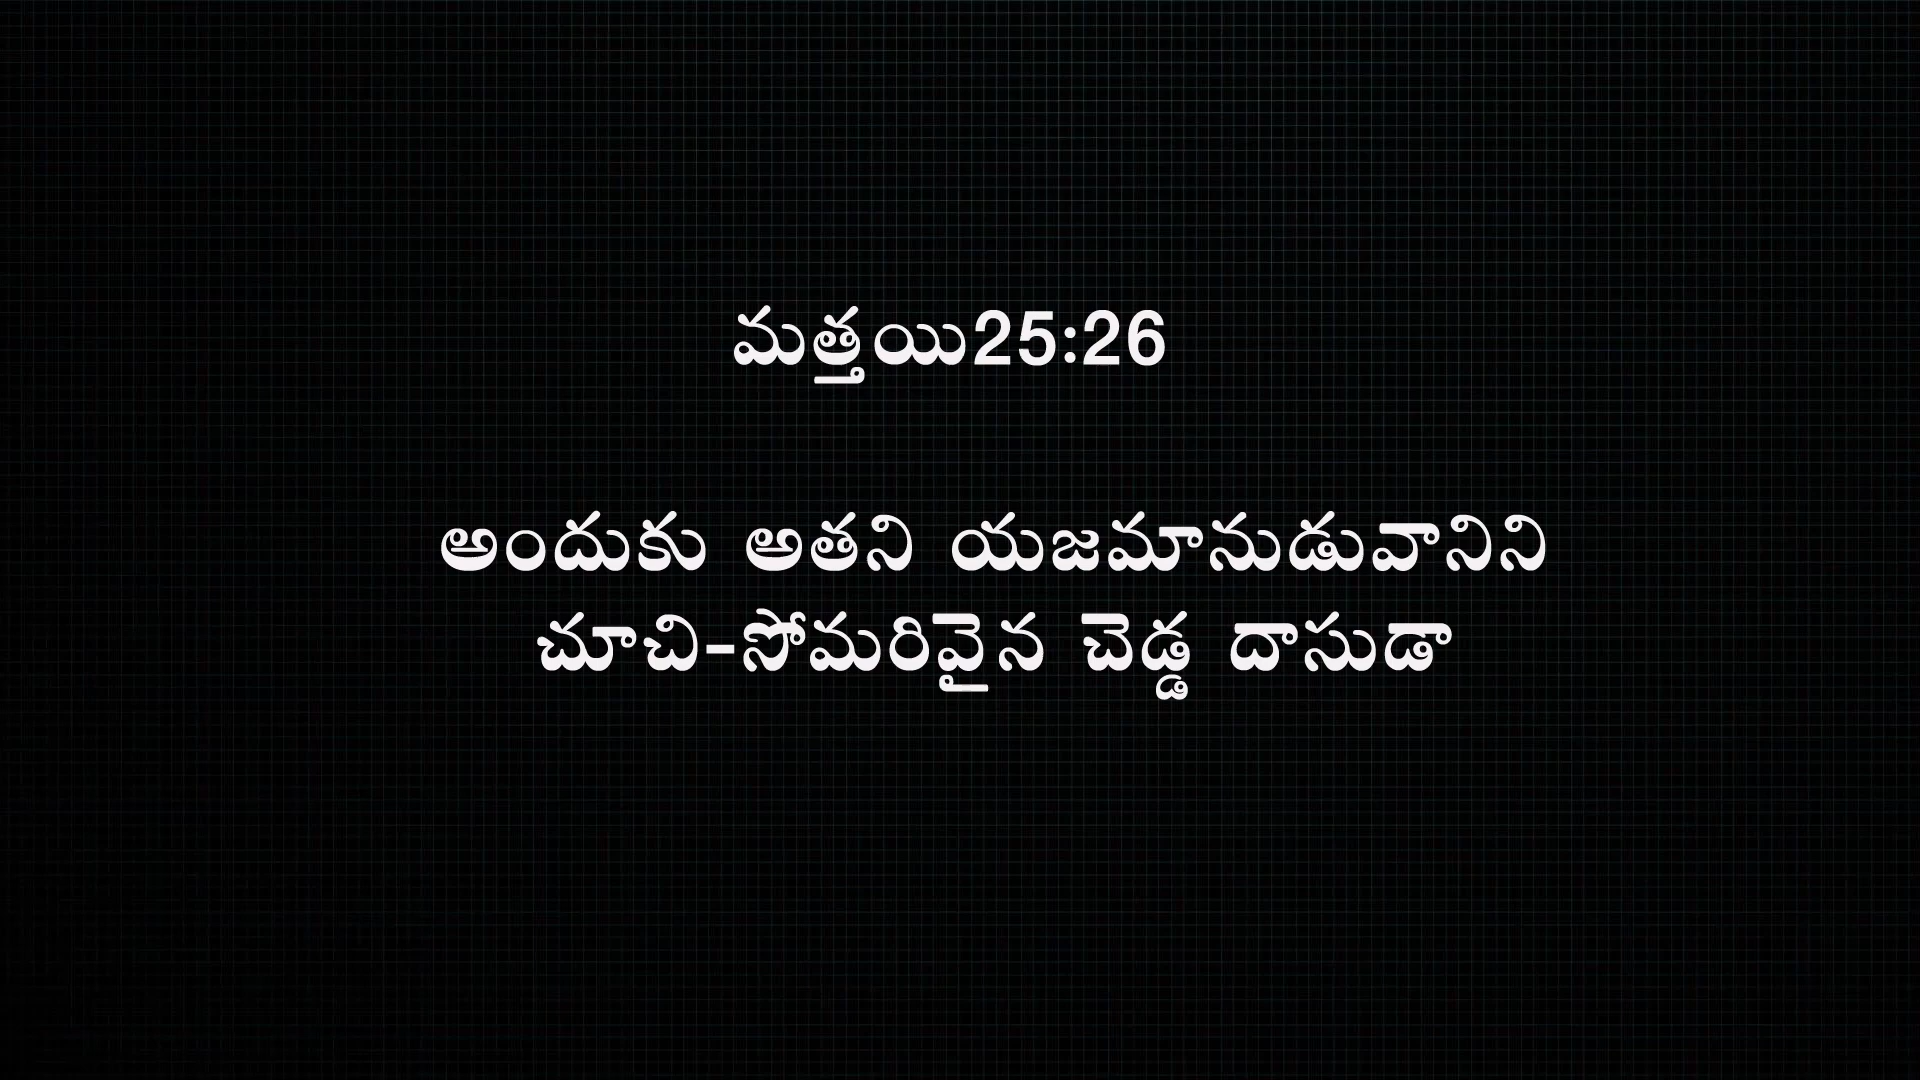 మత్తయి25:26
అందుకు అతని యజమానుడువానిని
చూచి-సోమరివైన చెడ్డ దాసుడా